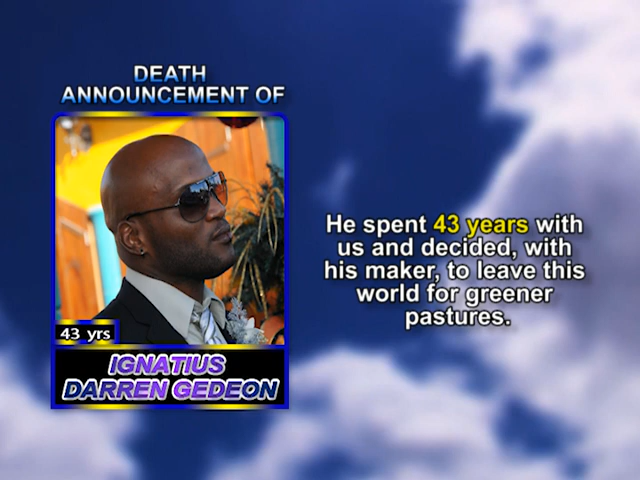 DEATH
ANNOUNCEMENT OF
43 yrs
IGNATIUS
DARREN GEDEON
He spent 43 years with
us and decided, with
his maker, to leave this
world for greener
pastures.